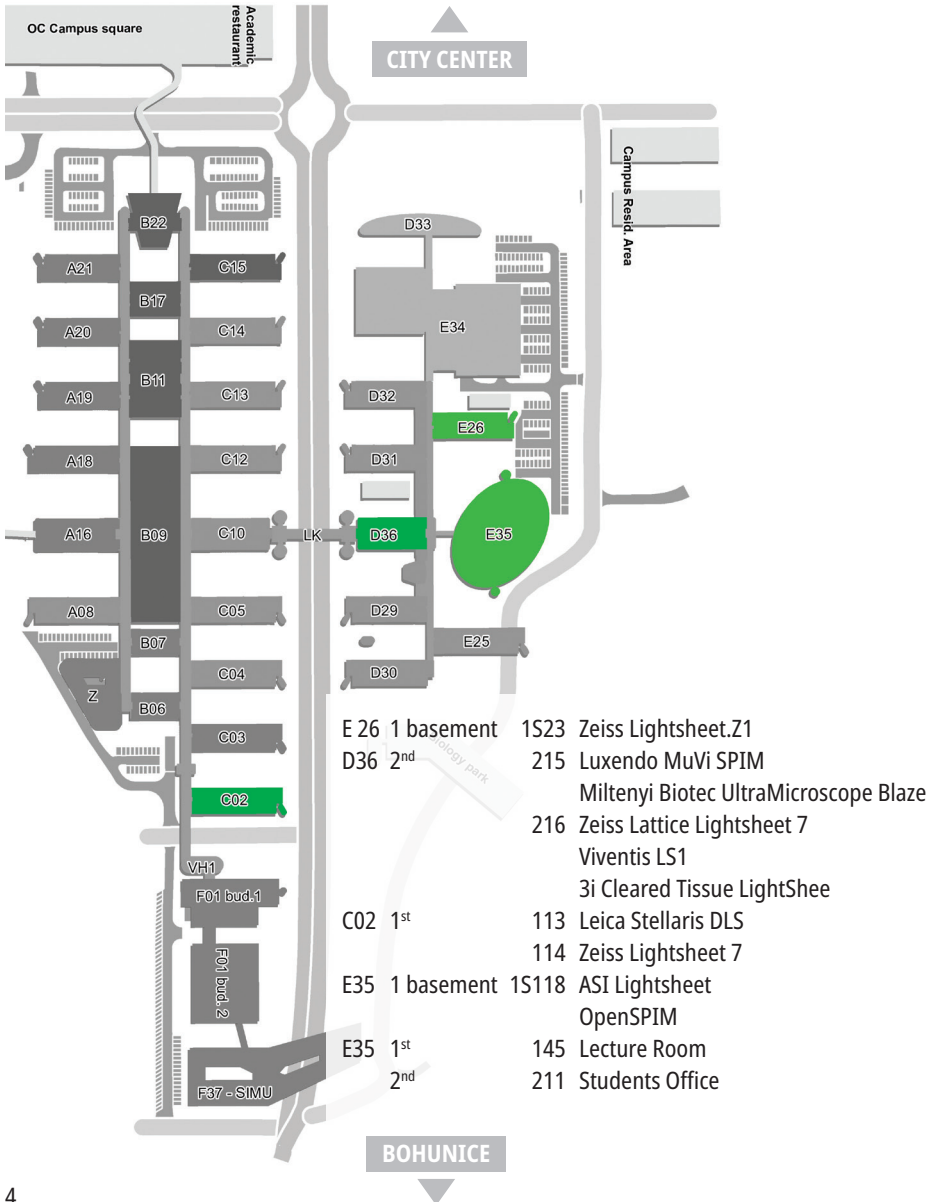 OC Campus square
Academic
restaurant
CITY CENTER
Campus Resid. Area
B22
D33
A21
C15
B17
A20
C14
E34
B11
A19
C13
D32
E26
A18
C12
D31
A16
B09
C10
LK
D36
E35
A08
C05
D29
B07
E25
C04
D30
Z
B06
C03
C02
VH1
F01 bud.1
F01 bud. 2
F37 - SIMU
E 26 1 basement 1S23 Zeiss Lightsheet.Z1
D36 2nd 215 Luxendo MuVi SPIM
Miltenyi Biotec UltraMicroscope Blaze
216 Zeiss Lattice Lightsheet 7
Viventis LS1
3i Cleared Tissue LightShee
C02 1st 113 Leica Stellaris DLS
114 Zeiss Lightsheet 7
E35 1 basement 1S118 ASI Lightsheet
OpenSPIM
E35 1st 145 Lecture Room
2nd 211 Students Office
park
BOHUNICE
4